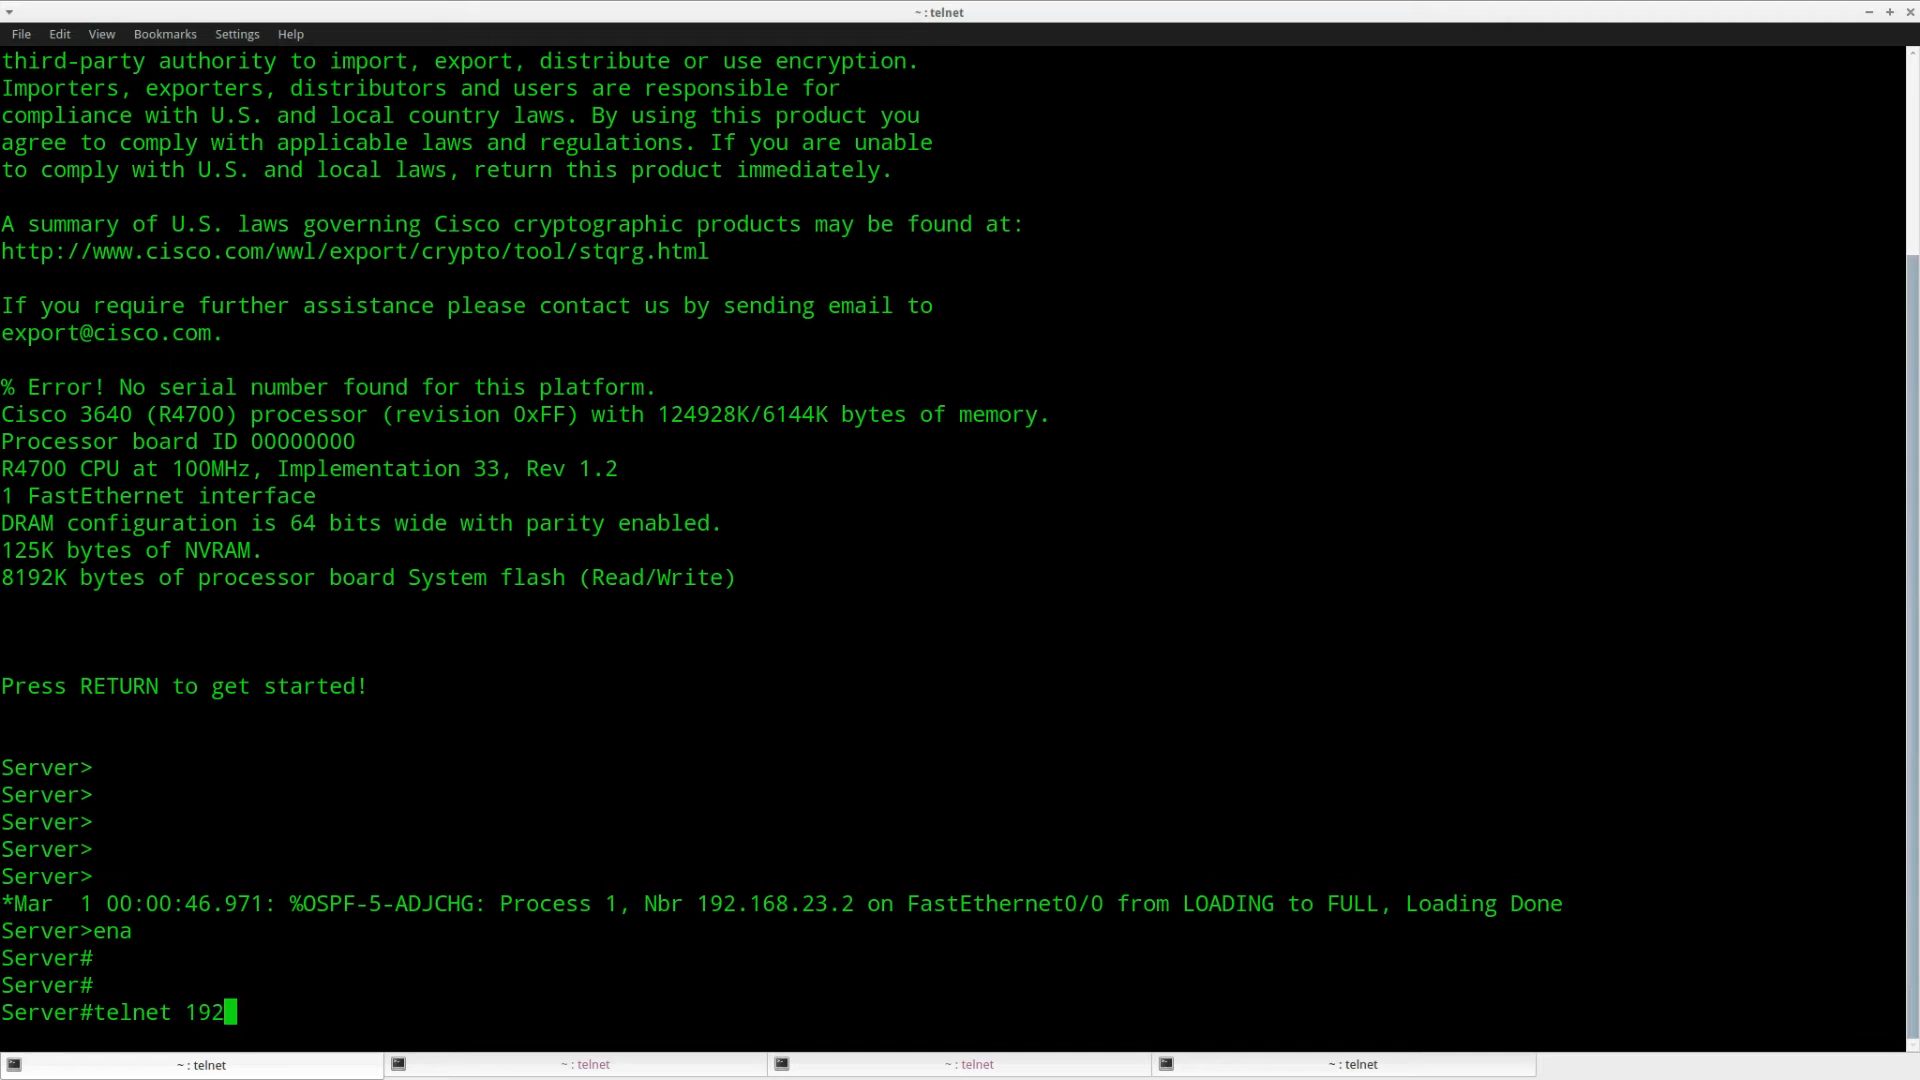 ~ : telnet
File Edit View Bookmarks Settings Help
third-party authority to import, export, distribute or use encryption.
Importers, exporters, distributors and users are responsible for
compliance with U.S. and local country laws. By using this product you
agree to comply with applicable laws and regulations. If you are unable
to comply with U.S. and local laws, return this product immediately.
A summary of U.S. laws governing Cisco cryptographic products may be found at:
http://www.cisco.com/wwl/export/crypto/tool/stqrg.html
If you require further assistance please contact us by sending email to
export@cisco.com.
% Error! No serial number found for this platform.
Cisco 3640 (R4700) processor (revision 0xFF) with 124928K/6144K bytes of memory.
Processor board ID 00000000
R4700 CPU at 100MHz, Implementation 33, Rev 1.2
1 FastEthernet interface
DRAM configuration is 64 bits wide with parity enabled.
125K bytes of NVRAM.
8192K bytes of processor board System flash (Read/Write)
Press RETURN to get started!
Server>
Server>
Server>
Server>
Server>
*Mar  1 00:00:46.971: %OSPF-5-ADJCHG: Process 1, Nbr 192.168.23.2 on FastEthernet0/0 from LOADING to FULL, Loading Done
Server>ena
Server#
Server#
Server#telnet 192
~ : telnet ~ : telnet ~ : telnet ~ : telnet